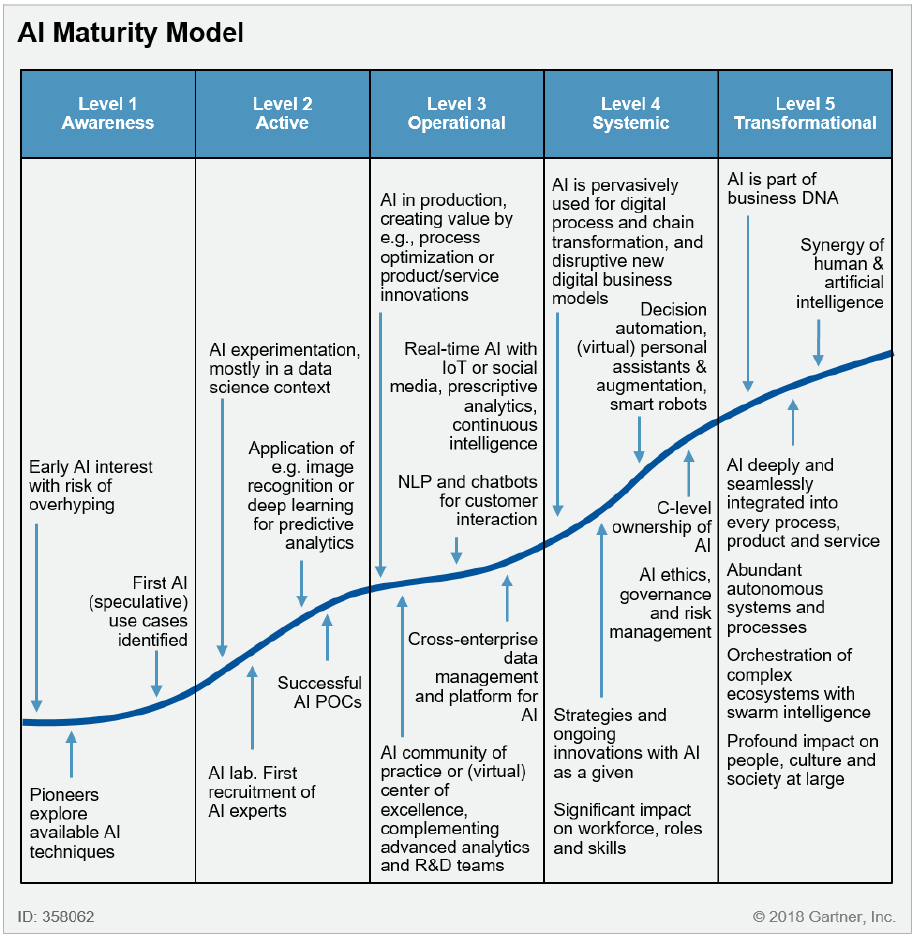 AI Maturity Model
Level 1
Awareness
Level 2
Active
Level 3
Operational
Level 4
Systemic
Level 5
Transformational
Early AI interest
with risk of
overhyping
First AI
(speculative)
use cases
identified
Pioneers
explore
available AI
techniques
AI experimentation,
mostly in a data
science context
Application of
e.g. image
recognition or
deep learning
for predictive
analytics
Successful
AI POCs
AI lab. First
recruitment of
AI experts
AI in production,
creating value by
e.g., process
optimization or
product/service
innovations
Real-time AI with
IoT or social
media, prescriptive
analytics,
continuous
intelligence
NLP and chatbots
for customer
interaction
Cross-enterprise
data
management
and platform for
AI
AI community of
practice or (virtual)
center of
excellence,
complementing
advanced analytics
and R&D teams
AI is pervasively
used for digital
process and chain
transformation, and
disruptive new
digital business
models
Decision
automation,
(virtual) personal
assistants &
augmentation,
smart robots
C-level
ownership of
AI
AI ethics,
governance
and risk
management
Strategies and
ongoing
innovations with AI
as a given
Significant impact
on workforce, roles
and skills
AI is part of
business DNA
Synergy of
human &
artificial
intelligence
AI deeply and
seamlessly
integrated into
every process,
product and service
Abundant
autonomous
systems and
processes
Orchestration of
complex
ecosystems with
swarm intelligence
Profound impact on
people, culture and
society at large
ID: 358062
© 2018 Gartner, Inc.